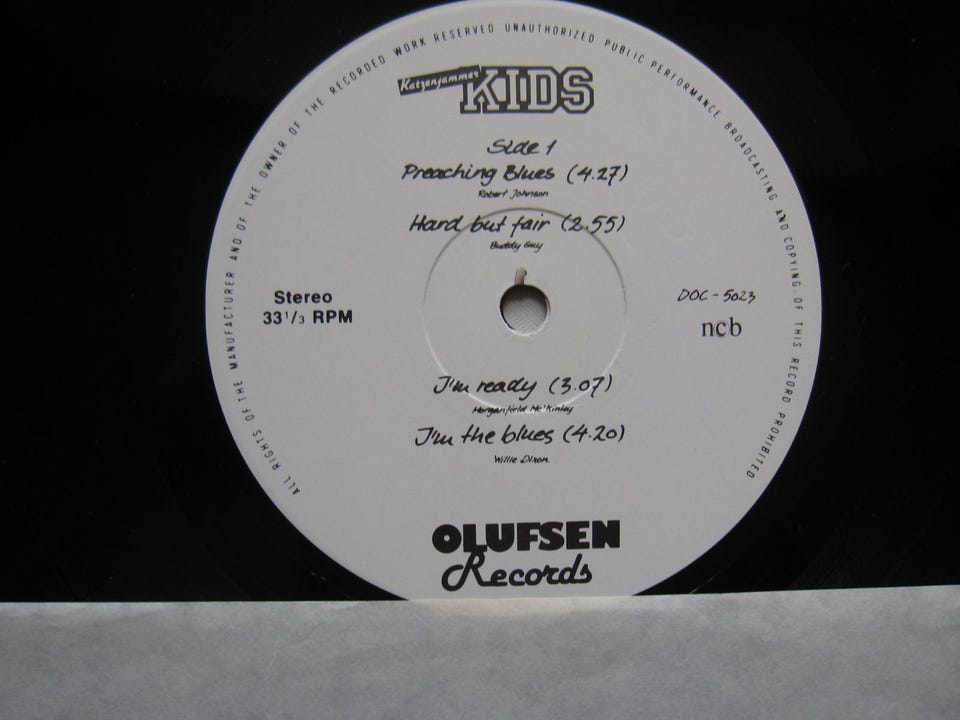 ALL RIGHTS OF THE MANUFACTURER AND OF THE OWNER OF THE RECORDED WORK RESERVED UNAUTHORIZED PUBLIC PERFORMANCE BROADCASTING AND COPYING OF THIS RECORD PROHIBITED
Katzenjammer KIDS
Side 1
Preaching Blues (4.27)
Robert Johnson
Hard but fair (2.55)
Buddy Guy
Stereo
33 1/3 RPM
DOC - 5023
ncb
I'm ready (3.07)
Morganfield Mc'Kinley
I'm the blues (4.20)
Willie Dixon
OLUFSEN
Records